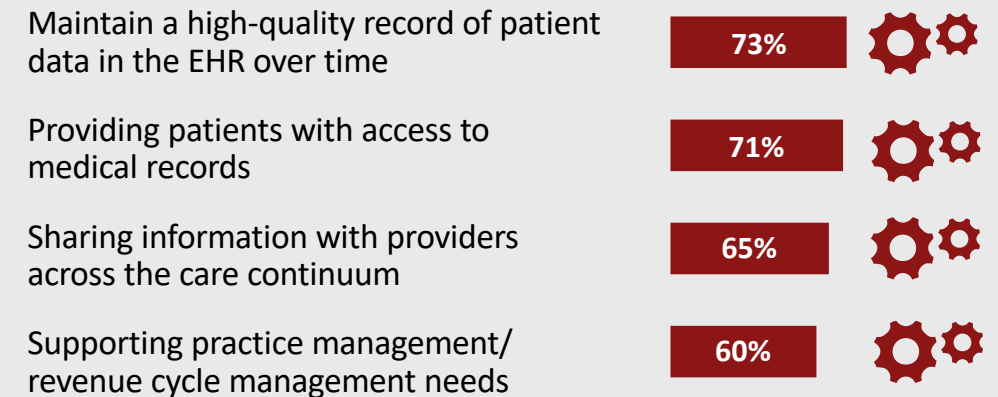 Maintain a high-quality record of patient
data in the EHR over time
73%
Providing patients with access to
medical records
71%
Sharing information with providers
across the care continuum
65%
Supporting practice management/
revenue cycle management needs
60%